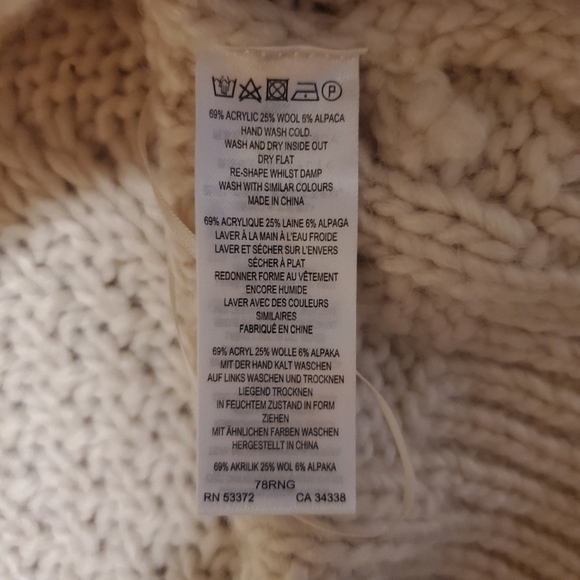 69% ACRYLIC 25% WOOL 6% ALPACA
HAND WASH COLD.
WASH AND DRY INSIDE OUT
DRY FLAT
RE-SHAPE WHILST DAMP
WASH WITH SIMILAR COLOURS
MADE IN CHINA
69% ACRYLIQUE 25% LAINE 6% ALPAGA
LAVER À LA MAIN À L'EAU FROIDE
LAVER ET SÉCHER SUR L'ENVERS
SÉCHER À PLAT
REDONNER FORME AU VÊTEMENT
ENCORE HUMIDE
LAVER AVEC DES COULEURS
SIMILAIRES
FABRIQUÉ EN CHINE
69% ACRYL 25% WOLLE 6% ALPAKA
MIT DER HAND KALT WASCHEN
AUF LINKS WASCHEN UND TROCKNEN
LIEGEND TROCKNEN
IN FEUCHTEM ZUSTAND IN FORM
ZIEHEN
MIT ÄHNLICHEN FARBEN WASCHEN
HERGESTELLT IN CHINA
69% AKRILIK 25% WOL 6% ALPAKA
78RNG
RN 53372 CA 34338